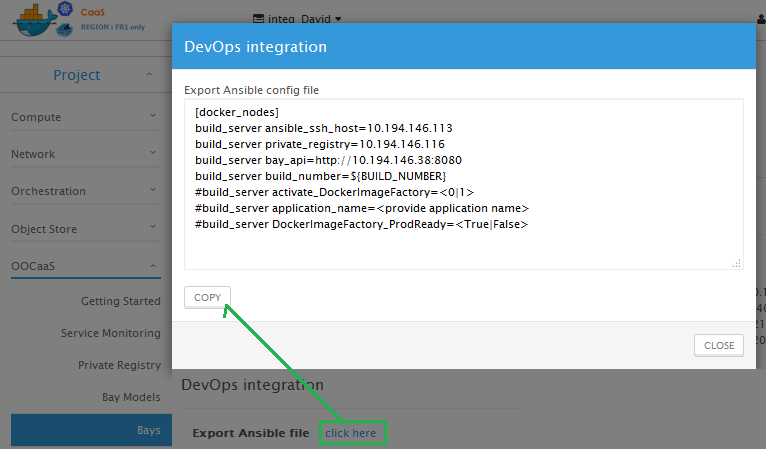 CaaS
REGION : FR1 only
integ_David
Project
Compute
Network
Orchestration
Object Store
OOCaaS
Getting Started
Service Monitoring
Private Registry
Bay Models
Bays
DevOps integration
Export Ansible config file
[docker_nodes]
build_server ansible_ssh_host=10.194.146.113
build_server private_registry=10.194.146.116
build_server bay_api=http://10.194.146.38:8080
build_server build_number=${BUILD_NUMBER}
#build_server activate_DockerImageFactory=<0|1>
#build_server application_name=<provide application name>
#build_server DockerImageFactory_ProdReady=<True|False>
COPY
CLOSE
DevOps integration
Export Ansible file click here